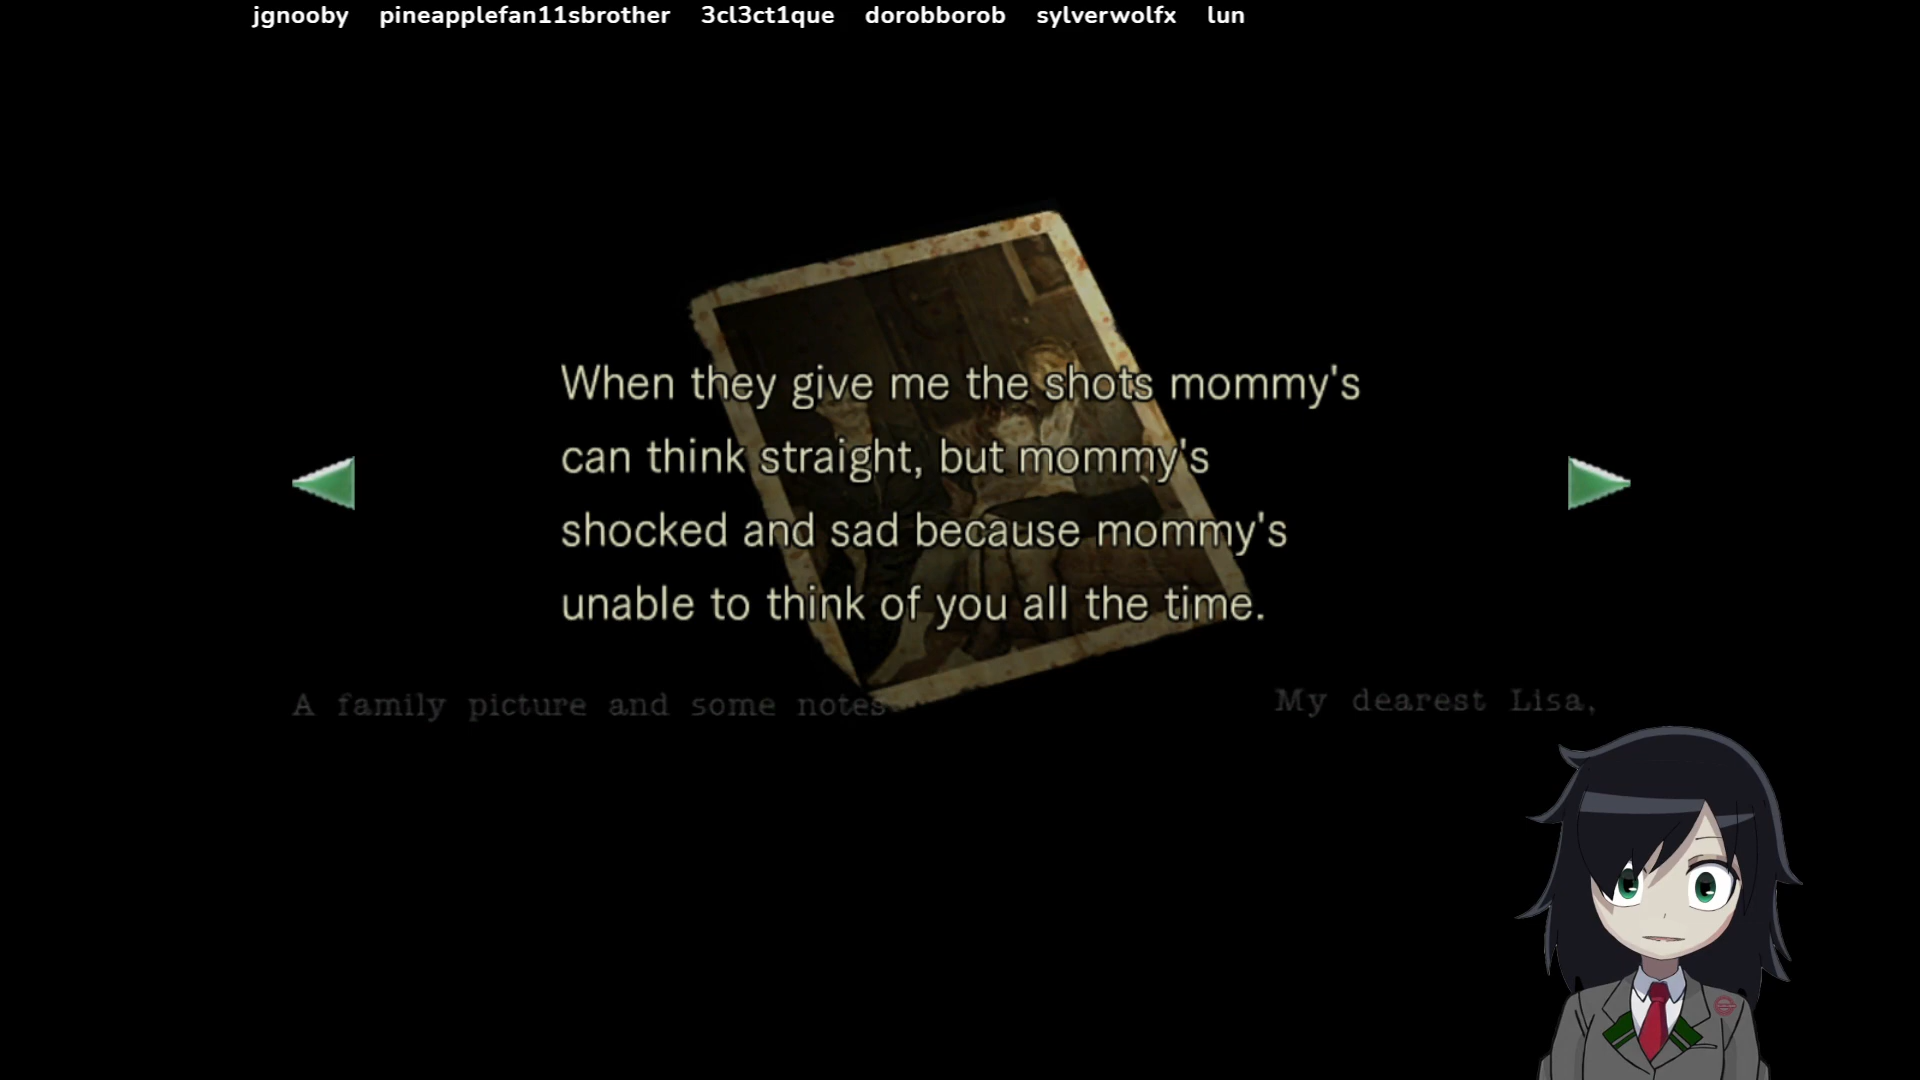 jgnooby pineapplefan11sbrother 3cl3ct1que dorobborob sylverwolfx lun
When they give me the shots mommy's
can think straight, but mommy's
shocked and sad because mommy's
unable to think of you all the time.
A family picture and some notes
My dearest Lisa,